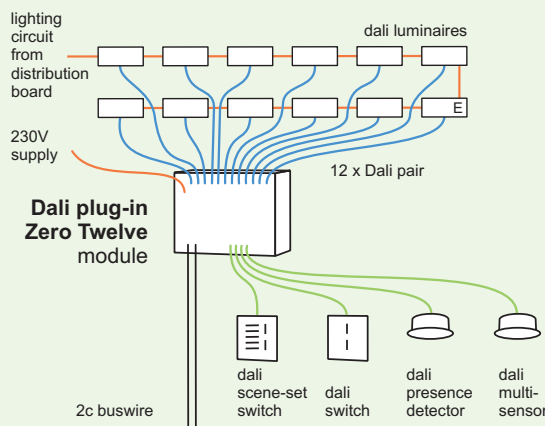 lighting
circuit
from
distribution
board
dali luminaires
E
230V
supply
12 x Dali pair
Dali plug-in
Zero Twelve
module
dali
scene-set
switch
dali
switch
dali
presence
detector
dali
multi-
sensor
2c buswire